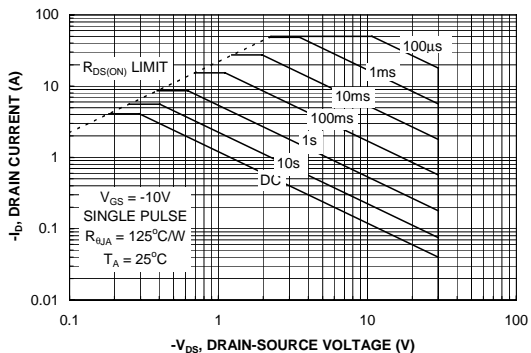 100
R_DS(ON) LIMIT
100μs
1ms
10
10ms
100ms
1
1s
10s
DC
V_GS = -10V
SINGLE PULSE
R_θJA = 125°C/W
T_A = 25°C
0.1
0.01
0.1
1
10
100
-I_D, DRAIN CURRENT (A)
-V_DS, DRAIN-SOURCE VOLTAGE (V)